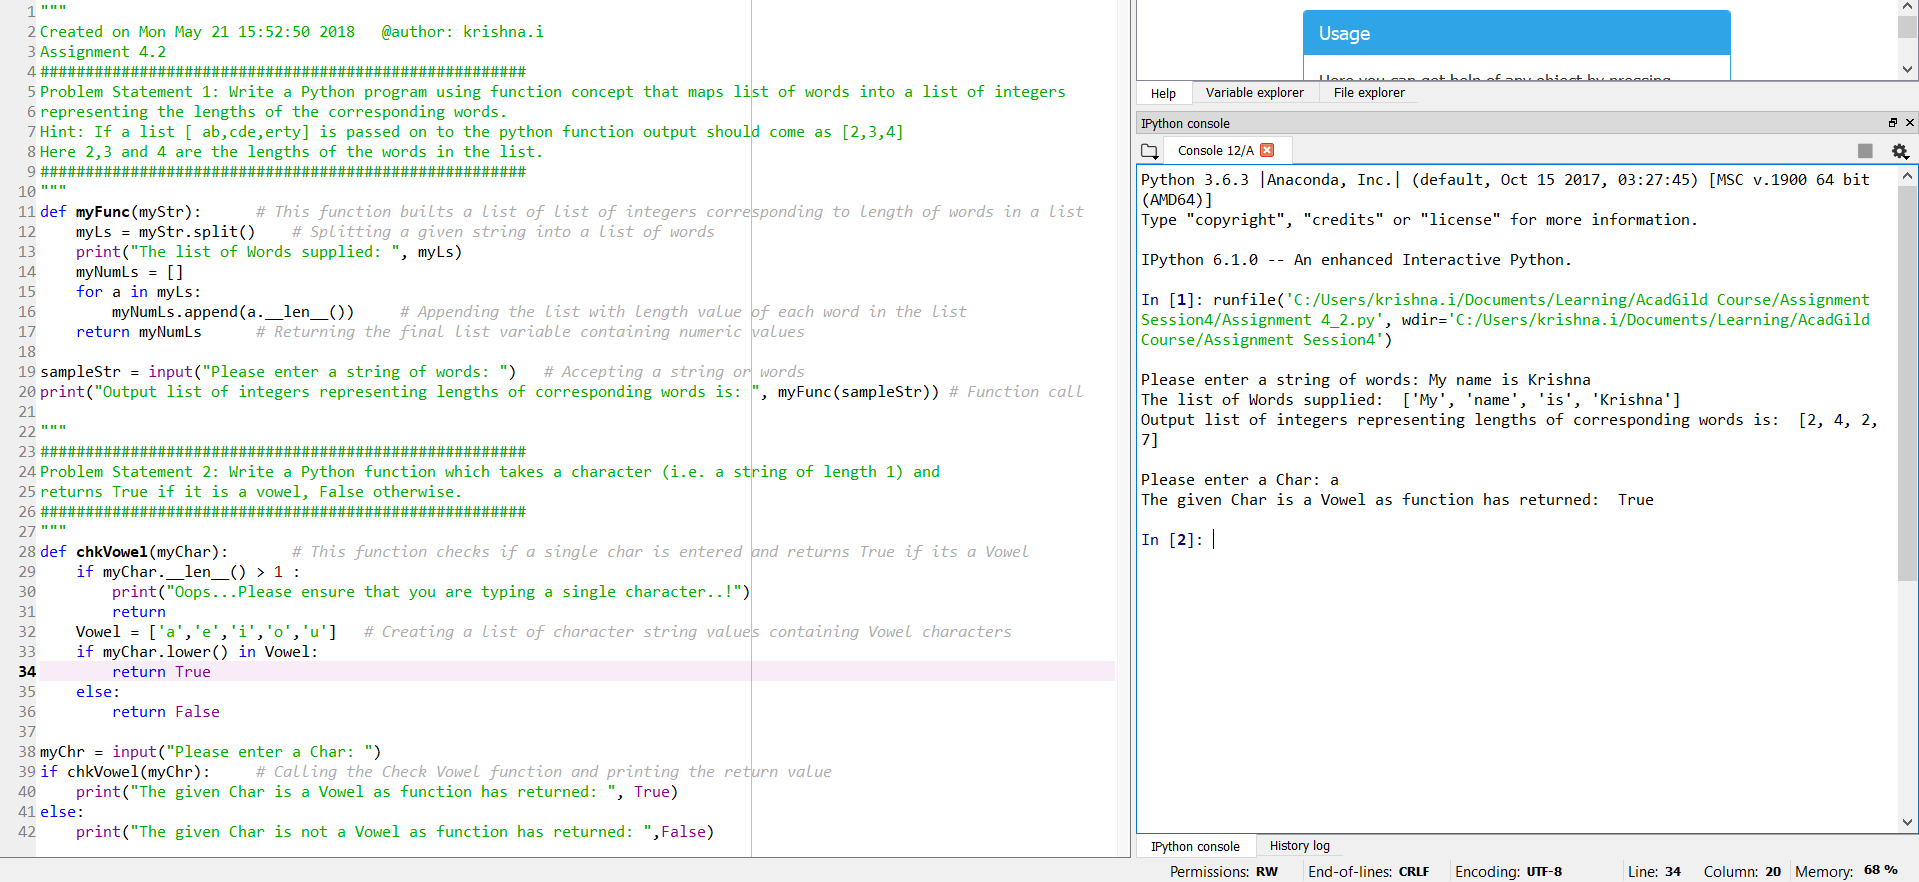 1 """
2 Created on Mon May 21 15:52:50 2018   @author: krishna.i
3 Assignment 4.2
4 ######################################################
5 Problem Statement 1: Write a Python program using function concept that maps list of words into a list of integers
6 representing the lengths of the corresponding words.
7 Hint: If a list [ ab,cde,erty] is passed on to the python function output should come as [2,3,4]
8 Here 2,3 and 4 are the lengths of the words in the list.
9 ######################################################
10 """
11 def myFunc(myStr):      # This function builts a list of list of integers corresponding to length of words in a list
12     myLs = myStr.split()    # Splitting a given string into a list of words
13     print("The list of Words supplied: ", myLs)
14     myNumLs = []
15     for a in myLs:
16         myNumLs.append(a.__len__())     # Appending the list with length value of each word in the list
17     return myNumLs      # Returning the final list variable containing numeric values
18
19 sampleStr = input("Please enter a string of words: ")   # Accepting a string or words
20 print("Output list of integers representing lengths of corresponding words is: ", myFunc(sampleStr)) # Function call
21
22 """
23 ######################################################
24 Problem Statement 2: Write a Python function which takes a character (i.e. a string of length 1) and
25 returns True if it is a vowel, False otherwise.
26 ######################################################
27 """
28 def chkVowel(myChar):       # This function checks if a single char is entered and returns True if its a Vowel
29     if myChar.__len__() > 1 :
30         print("Oops...Please ensure that you are typing a single character..!")
31         return
32     Vowel = ['a','e','i','o','u']   # Creating a list of character string values containing Vowel characters
33     if myChar.lower() in Vowel:
34         return True
35     else:
36         return False
37
38 myChr = input("Please enter a Char: ")
39 if chkVowel(myChr):     # Calling the Check Vowel function and printing the return value
40     print("The given Char is a Vowel as function has returned: ", True)
41 else:
42     print("The given Char is not a Vowel as function has returned: ",False)
Usage
Here you can get help of any object by pressing
Help   Variable explorer   File explorer
IPython console
Console 12/A
Python 3.6.3 |Anaconda, Inc.| (default, Oct 15 2017, 03:27:45) [MSC v.1900 64 bit
(AMD64)]
Type "copyright", "credits" or "license" for more information.
IPython 6.1.0 -- An enhanced Interactive Python.
In [1]: runfile('C:/Users/krishna.i/Documents/Learning/AcadGild Course/Assignment
Session4/Assignment 4_2.py', wdir='C:/Users/krishna.i/Documents/Learning/AcadGild
Course/Assignment Session4')
Please enter a string of words: My name is Krishna
The list of Words supplied:  ['My', 'name', 'is', 'Krishna']
Output list of integers representing lengths of corresponding words is:  [2, 4, 2,
7]
Please enter a Char: a
The given Char is a Vowel as function has returned:  True
In [2]:
IPython console   History log
Permissions: RW   End-of-lines: CRLF   Encoding: UTF-8   Line: 34   Column: 20   Memory: 68 %